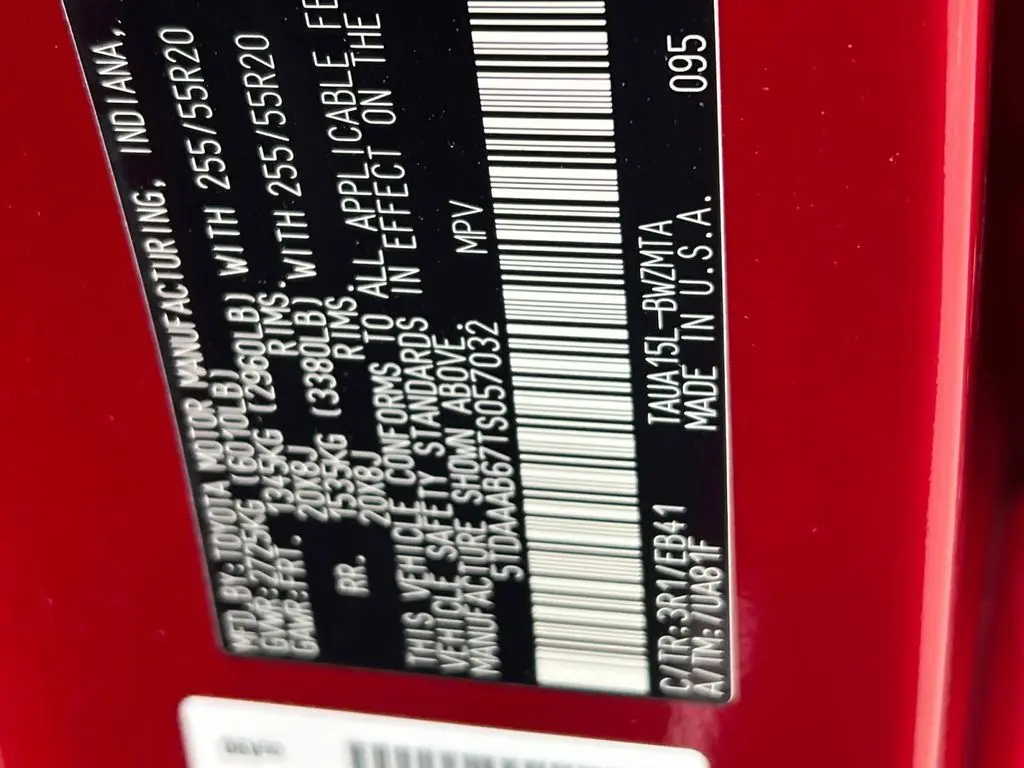 MFD BY:TOYOTA MOTOR MANUFACTURING, INDIANA,
GVWR:2725KG (6010LB)
GAWR:FRT. 1345KG (2960LB) WITH 255/55R20
20X8J RIMS.
RR. 1535KG (3380LB) WITH 255/55R20
20X8J RIMS.
THIS VEHICLE CONFORMS TO ALL APPLICABLE FE
VEHICLE SAFETY STANDARDS IN EFFECT ON THE
MANUFACTURE SHOWN ABOVE.
5TDAAAB67TS057032 MPV
C/TR:3R1/EB41 TAUA15L-BWZMTA 095
A/TM:/UA81F MADE IN U.S.A.